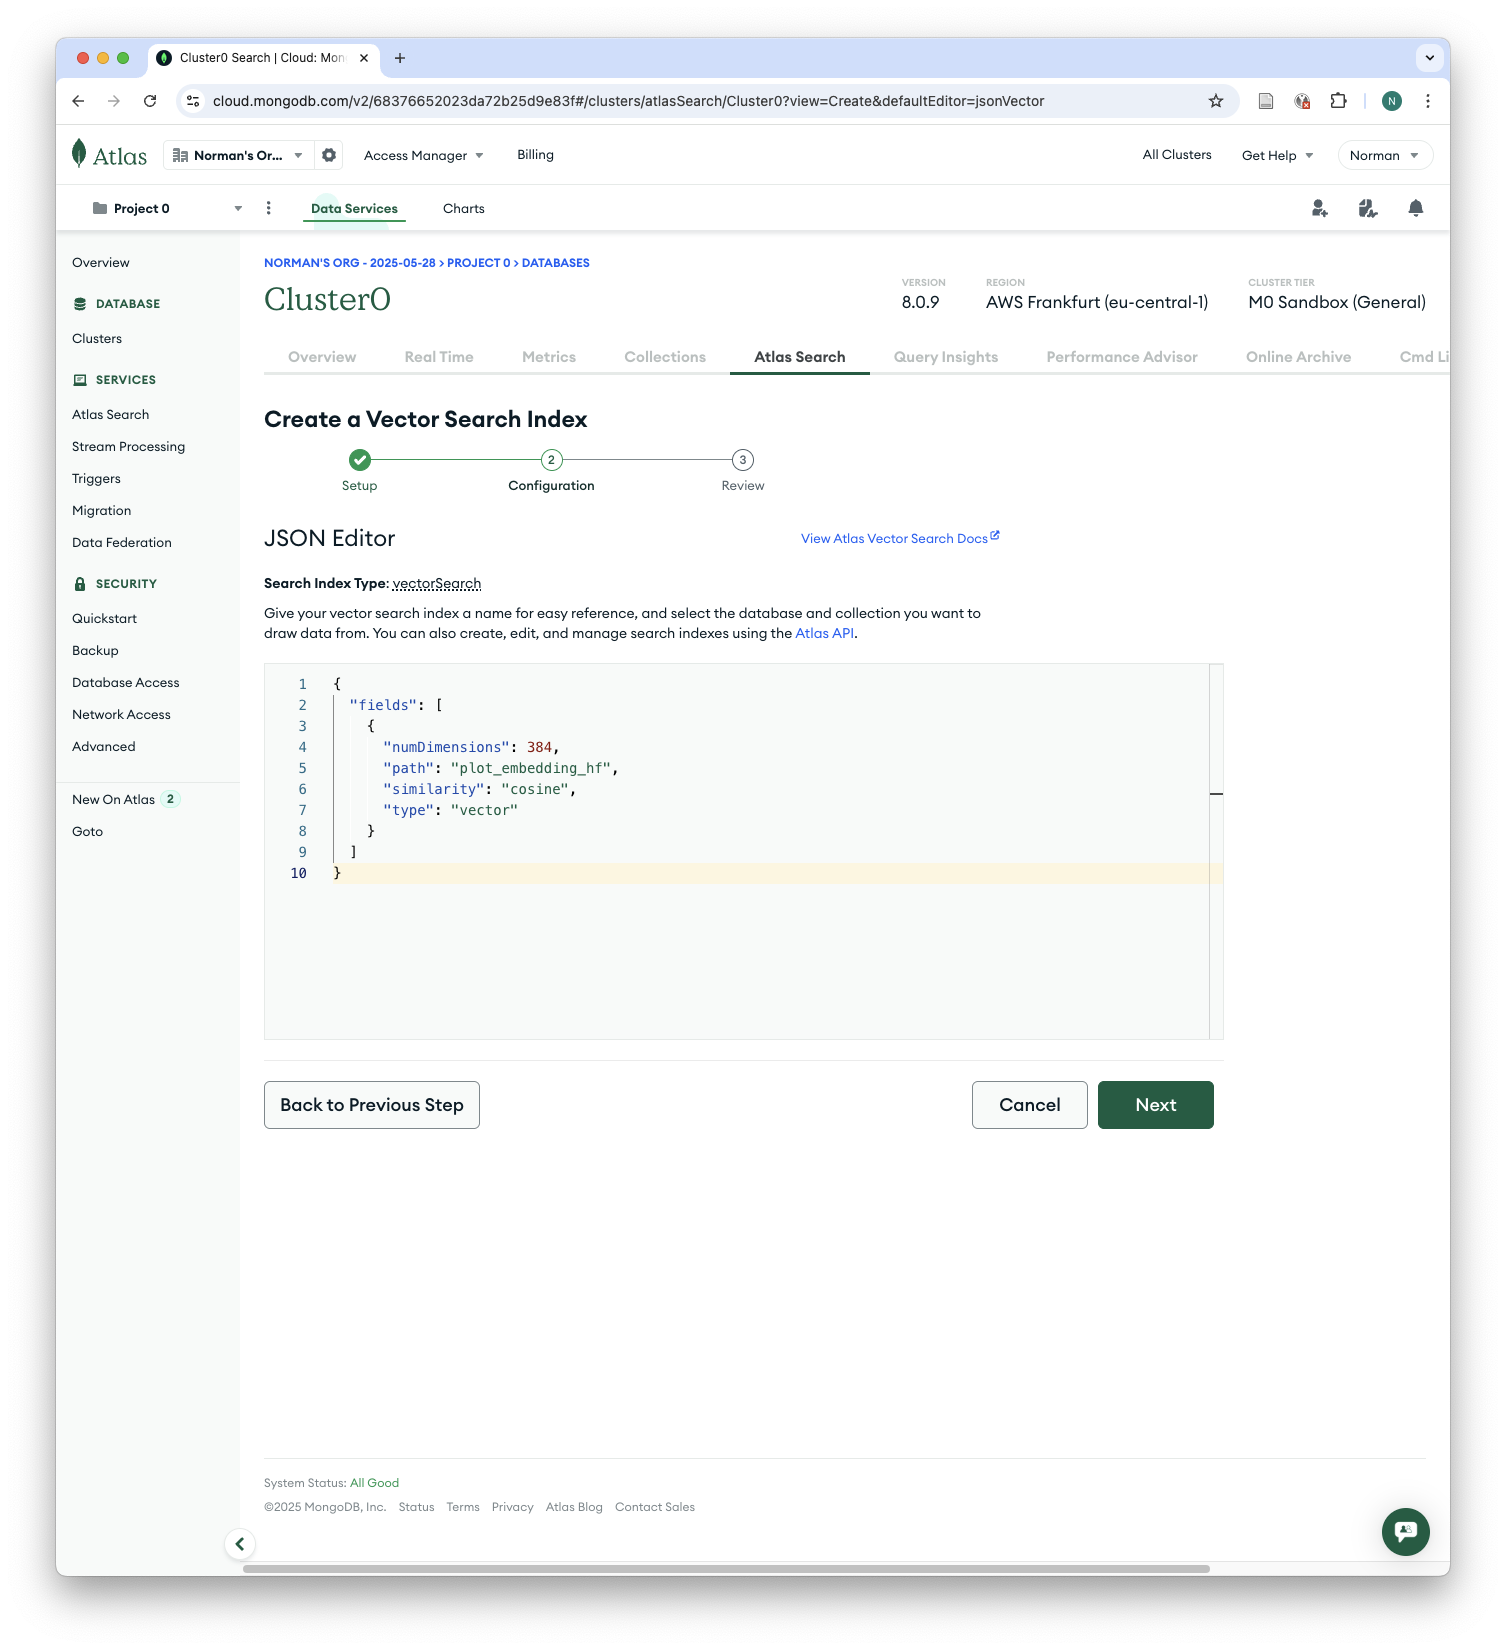 Cluster0 Search | Cloud: Mon
cloud.mongodb.com/v2/68376652023da72b25d9e83f#/clusters/atlasSearch/Cluster0?view=Create&defaultEditor=jsonVector
N
Atlas
Norman's Or...
Access Manager
Billing
All Clusters
Get Help
Norman
Project 0
Data Services
Charts
Overview
DATABASE
Clusters
SERVICES
Atlas Search
Stream Processing
Triggers
Migration
Data Federation
SECURITY
Quickstart
Backup
Database Access
Network Access
Advanced
New On Atlas 2
Goto
NORMAN'S ORG - 2025-05-28 > PROJECT 0 > DATABASES
Cluster0
VERSION
8.0.9
REGION
AWS Frankfurt (eu-central-1)
CLUSTER TIER
M0 Sandbox (General)
Overview
Real Time
Metrics
Collections
Atlas Search
Query Insights
Performance Advisor
Online Archive
Cmd Li
Create a Vector Search Index
2
3
Setup
Configuration
Review
JSON Editor
View Atlas Vector Search Docs
Search Index Type: vectorSearch
Give your vector search index a name for easy reference, and select the database and collection you want to
draw data from. You can also create, edit, and manage search indexes using the Atlas API.
1 {
2 "fields": [
3 {
4 "numDimensions": 384,
5 "path": "plot_embedding_hf",
6 "similarity": "cosine",
7 "type": "vector"
8 }
9 ]
10 }
Back to Previous Step
Cancel
Next
System Status: All Good
©2025 MongoDB, Inc. Status Terms Privacy Atlas Blog Contact Sales